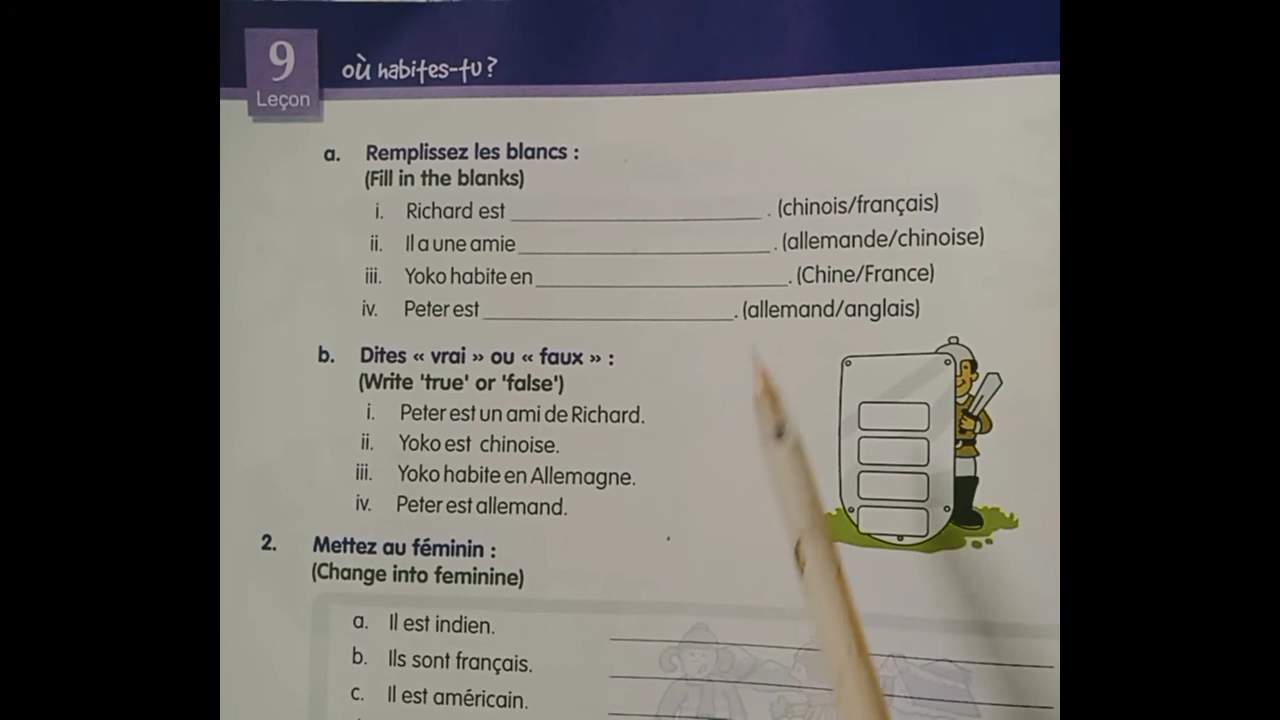 9
Leçon
où habites-tu ?
a. Remplissez les blancs :
(Fill in the blanks)
i. Richard est ____________________ . (chinois/français)
ii. Il a une amie ____________________ . (allemande/chinoise)
iii. Yoko habite en ____________________ . (Chine/France)
iv. Peter est ____________________ . (allemand/anglais)
b. Dites « vrai » ou « faux » :
(Write 'true' or 'false')
i. Peter est un ami de Richard.
ii. Yoko est chinoise.
iii. Yoko habite en Allemagne.
iv. Peter est allemand.
2. Mettez au féminin :
(Change into feminine)
a. Il est indien.
b. Ils sont français.
c. Il est américain.